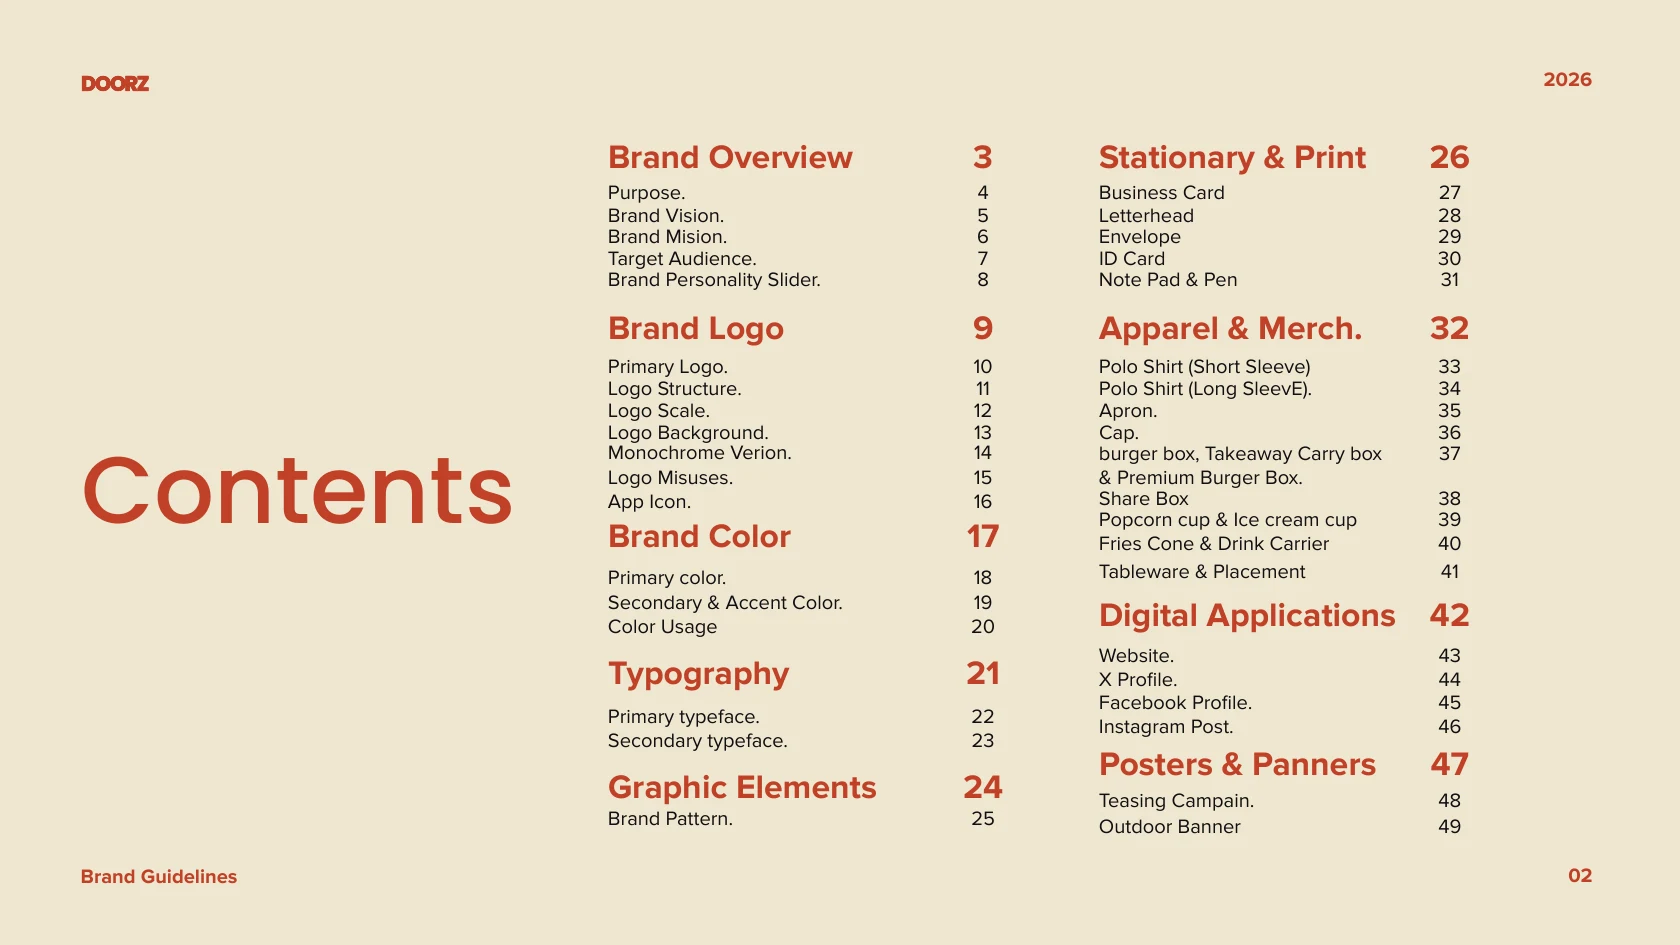 DOORZ
2026
Contents
Brand Overview 3
Purpose. 4
Brand Vision. 5
Brand Mision. 6
Target Audience. 7
Brand Personality Slider. 8
Brand Logo 9
Primary Logo. 10
Logo Structure. 11
Logo Scale. 12
Logo Background. 13
Monochrome Verion. 14
Logo Misuses. 15
App Icon. 16
Brand Color 17
Primary color. 18
Secondary & Accent Color. 19
Color Usage 20
Typography 21
Primary typeface. 22
Secondary typeface. 23
Graphic Elements 24
Brand Pattern. 25
Stationary & Print 26
Business Card 27
Letterhead 28
Envelope 29
ID Card 30
Note Pad & Pen 31
Apparel & Merch. 32
Polo Shirt (Short Sleeve) 33
Polo Shirt (Long SleevE). 34
Apron. 35
Cap. 36
burger box, Takeaway Carry box 37
& Premium Burger Box.
Share Box 38
Popcorn cup & Ice cream cup 39
Fries Cone & Drink Carrier 40
Tableware & Placement 41
Digital Applications 42
Website. 43
X Profile. 44
Facebook Profile. 45
Instagram Post. 46
Posters & Panners 47
Teasing Campain. 48
Outdoor Banner 49
Brand Guidelines
02